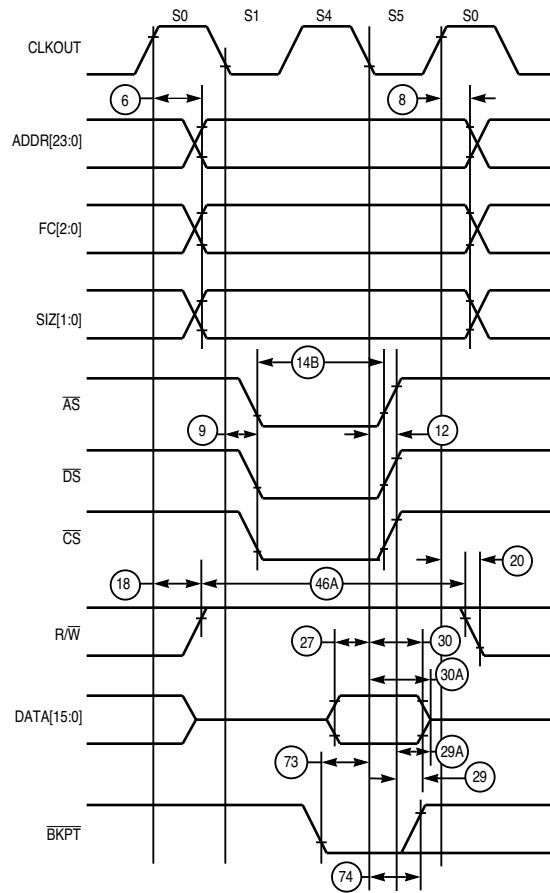 S0 S1 S4 S5 S0
CLKOUT
6 8
ADDR[23:0]
FC[2:0]
SIZ[1:0]
14B
AS
9 12
DS
CS
20
18 46A
R/W
27 30
30A
DATA[15:0]
29A
73 29
BKPT
74